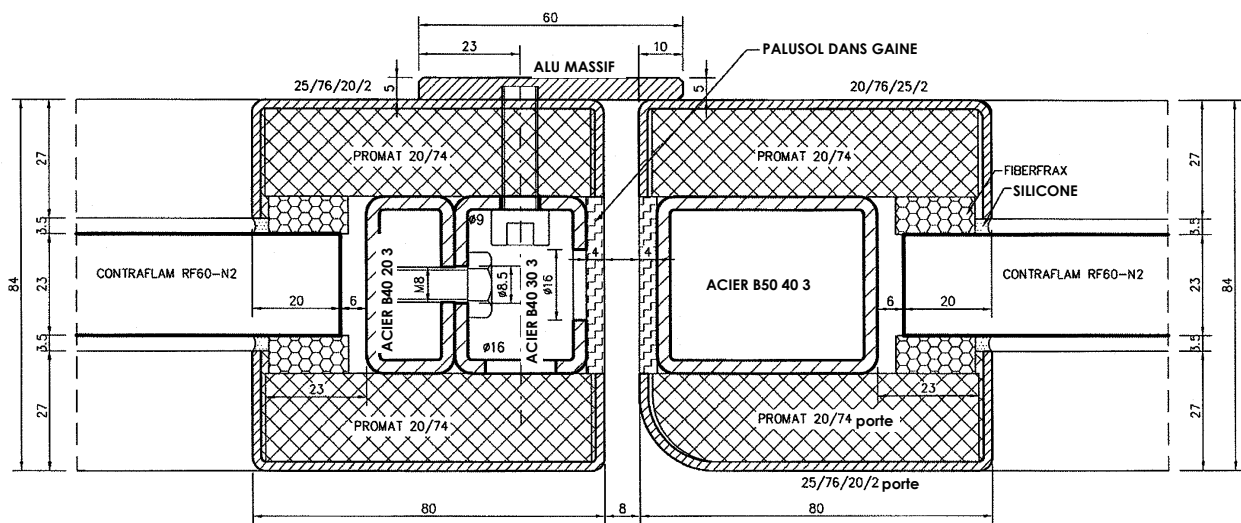 60
23
10
PALUSOL DANS GAINE
ALU MASSIF
25/76/20/2
5
5
20/76/25/2
PROMAT 20/74
PROMAT 20/74
27
27
FIBERFRAX
SILICONE
Ø9
3.5
3.5
84
23
CONTRAFLAM RF60-N2
20
6
ACIER B40 20 3
M8
Ø8.5
ACIER B40 30 3
Ø16
4
4
ACIER B50 40 3
6
20
CONTRAFLAM RF60-N2
23
84
3.5
3.5
Ø16
23
23
27
27
PROMAT 20/74
PROMAT 20/74 porte
25/76/20/2 porte
80
8
80